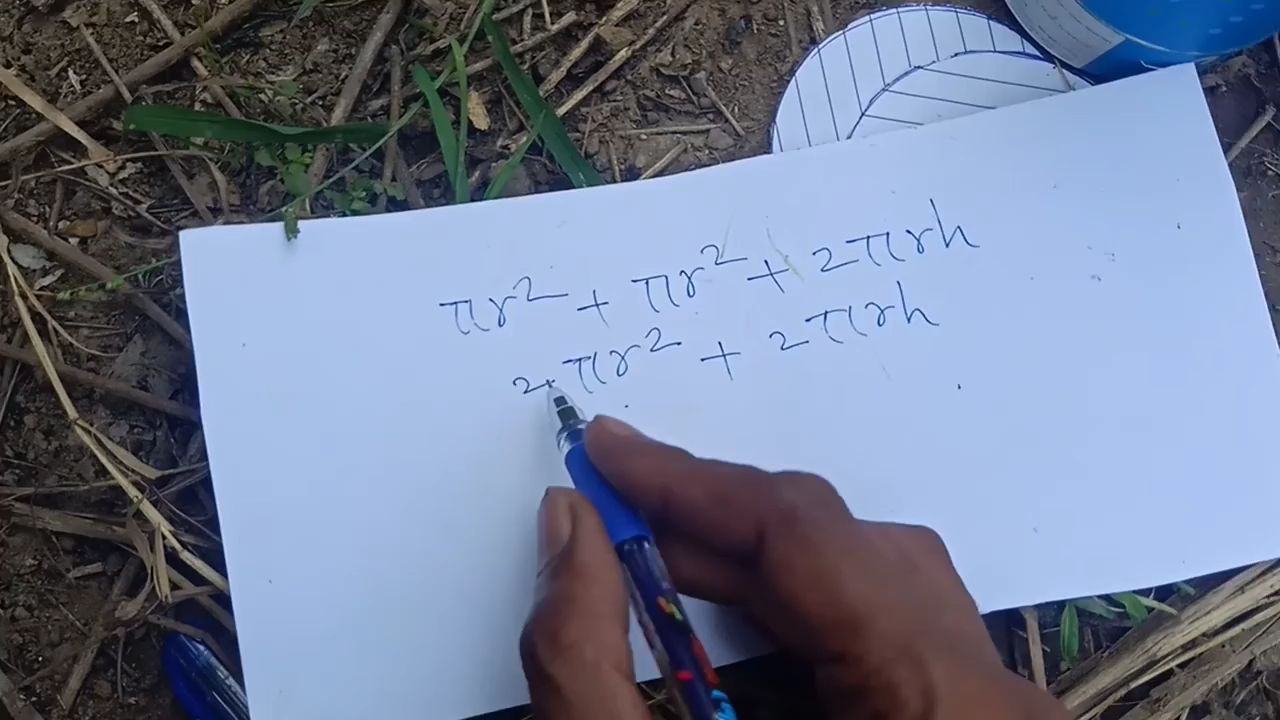 πr² + πr² + 2πrh
2πr² + 2πrh